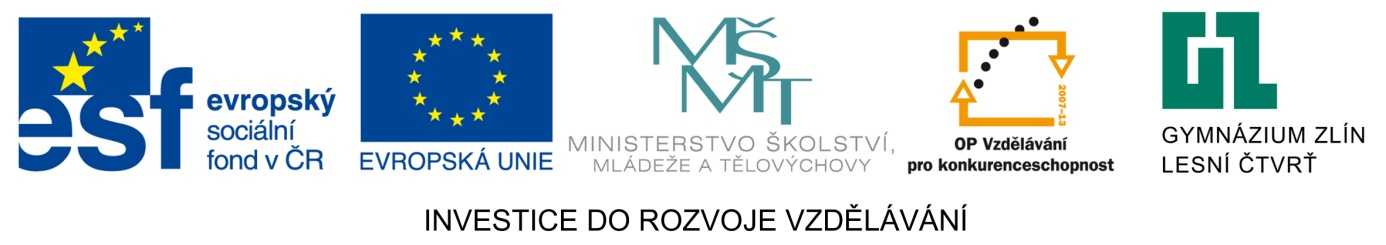 esf
evropský
sociální
fond v ČR
EVROPSKÁ UNIE
MŠMT
MINISTERSTVO ŠKOLSTVÍ,
MLÁDEŽE A TĚLOVÝCHOVY
2007-13
OP Vzdělávání
pro konkurenceschopnost
GL
GYMNÁZIUM ZLÍN
LESNÍ ČTVRŤ
INVESTICE DO ROZVOJE VZDĚLÁVÁNÍ